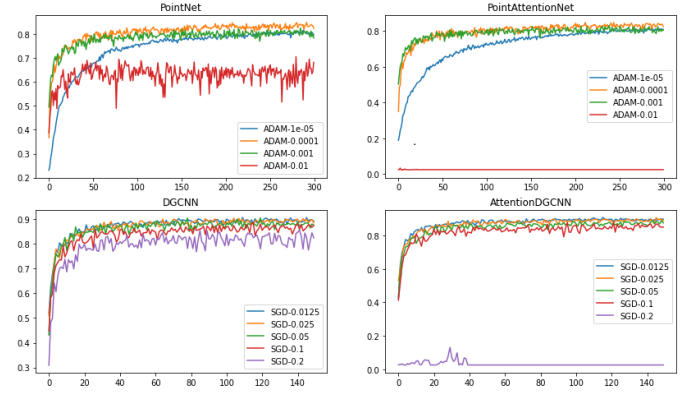 PointNet
0.8
0.7
0.6
0.5
0.4
0.3
0.2
0 50 100 150 200 250 300
ADAM-1e-05
ADAM-0.0001
ADAM-0.001
ADAM-0.01
PointAttentionNet
0.8
0.6
0.4
0.2
0.0
0 50 100 150 200 250 300
ADAM-1e-05
ADAM-0.0001
ADAM-0.001
ADAM-0.01
DGCNN
0.9
0.8
0.7
0.6
0.5
0.4
0.3
0 20 40 60 80 100 120 140
SGD-0.0125
SGD-0.025
SGD-0.05
SGD-0.1
SGD-0.2
AttentionDGCNN
0.8
0.6
0.4
0.2
0.0
0 20 40 60 80 100 120 140
SGD-0.0125
SGD-0.025
SGD-0.05
SGD-0.1
SGD-0.2